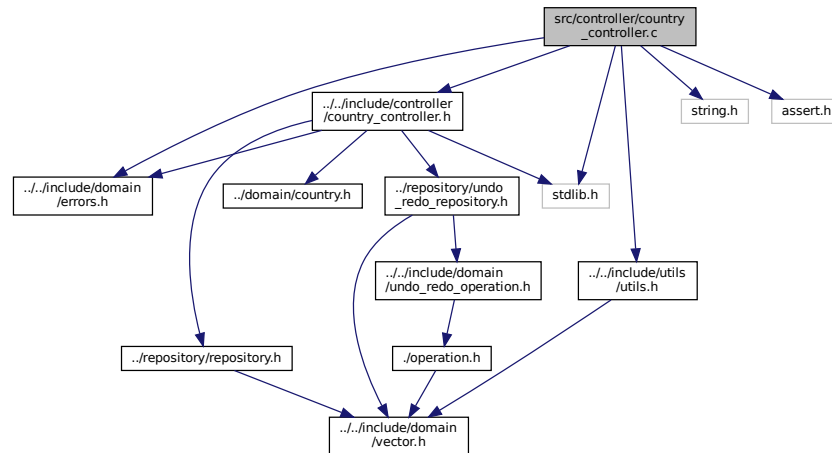 src/controller/country
_controller.c
../../include/controller
/country_controller.h
string.h
assert.h
../../include/domain
/errors.h
../domain/country.h
../repository/undo
_redo_repository.h
stdlib.h
../../include/domain
/undo_redo_operation.h
../../include/utils
/utils.h
../repository/repository.h
./operation.h
../../include/domain
/vector.h